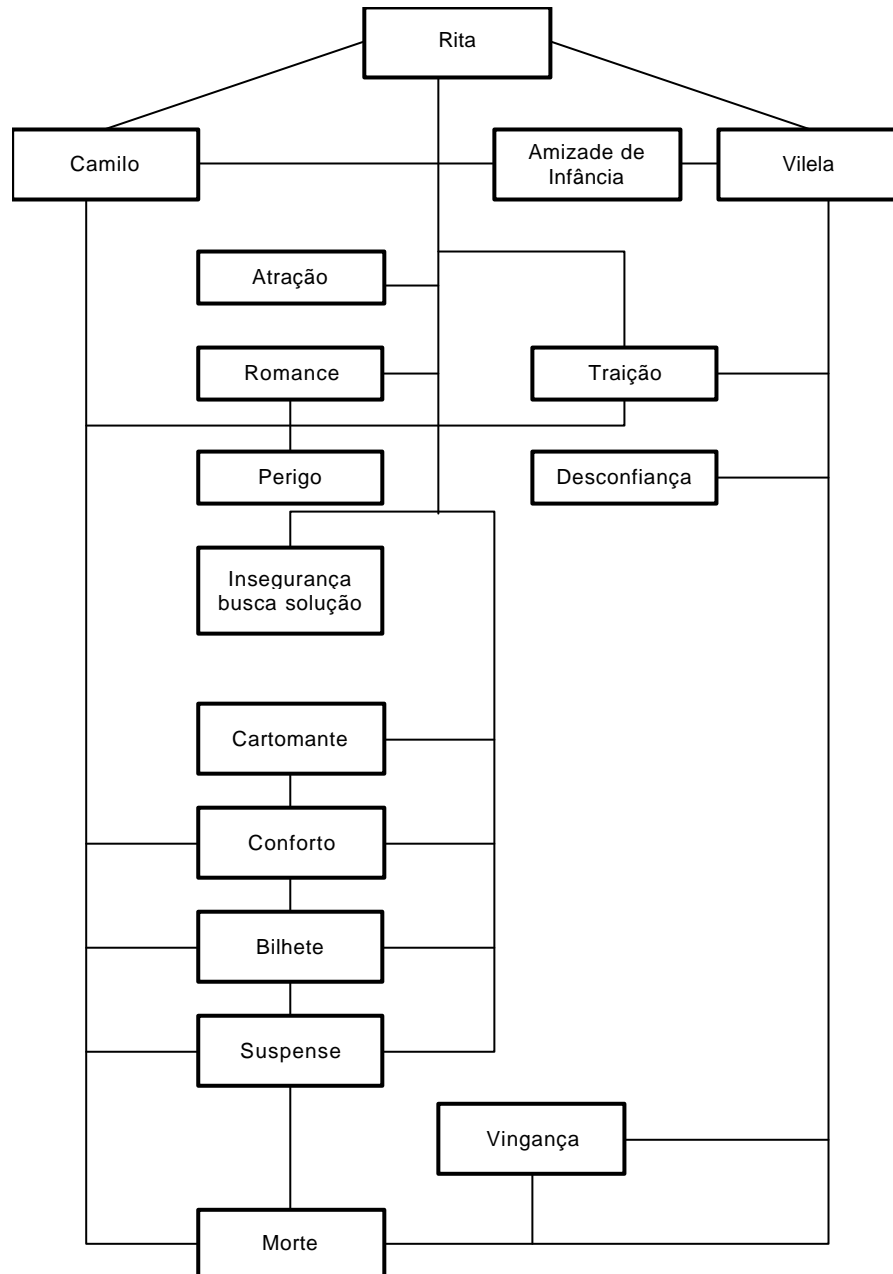 Rita
Camilo
Amizade de
Infância
Vilela
Atração
Romance
Traição
Perigo
Desconfiança
Insegurança
busca solução
Cartomante
Conforto
Bilhete
Suspense
Vingança
Morte